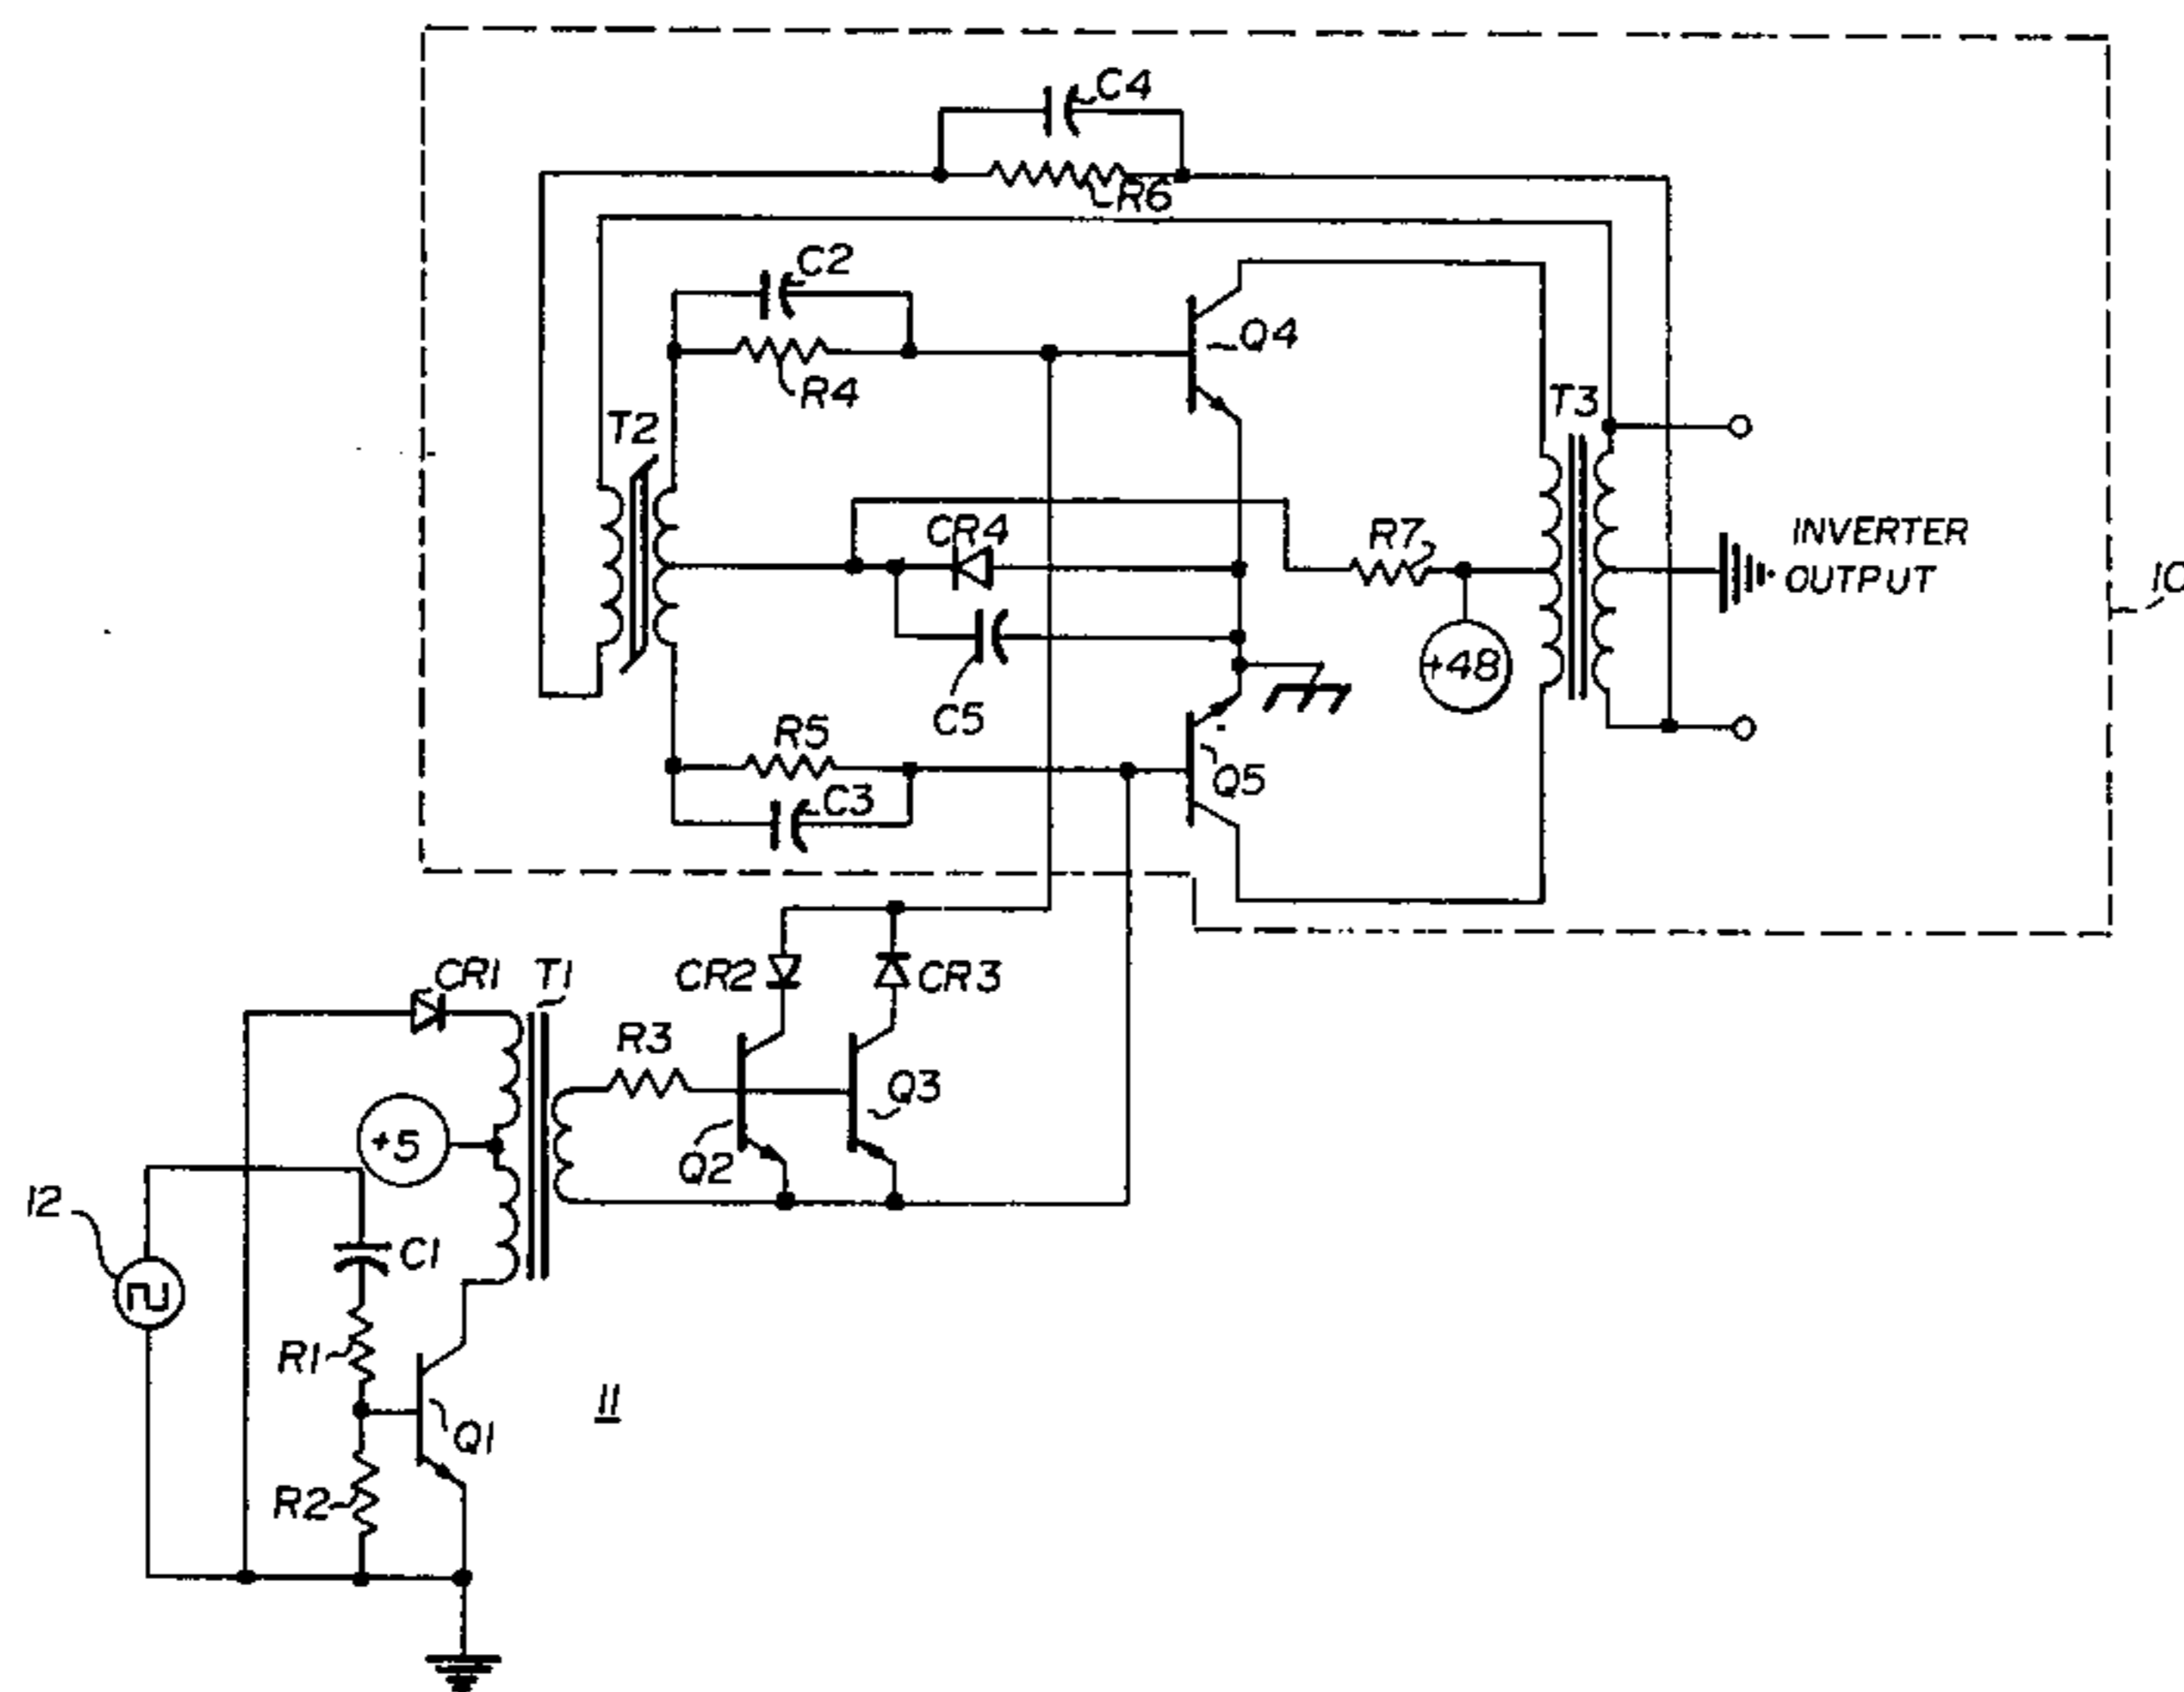 C4
R6
C2
Q4
R4
T3
T2
CR4
R7
INVERTER
OUTPUT
10
+48
C5
R5
Q5
C3
CR1
T1
CR2
CR3
R3
Q3
+5
Q2
12
C1
R1
11
Q1
R2